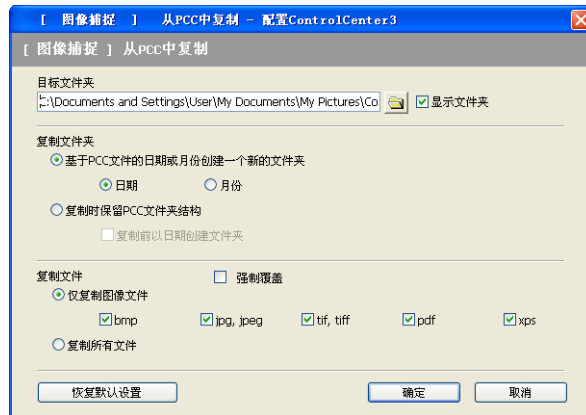 [ 图像捕捉 ] 从PCC中复制 - 配置ControlCenter3
[ 图像捕捉 ] 从PCC中复制
目标文件夹
C:\Documents and Settings\User\My Documents\My Pictures\Co 显示文件夹
复制文件夹
基于PCC文件的日期或月份创建一个新的文件夹
日期 月份
复制时保留PCC文件夹结构
复制前以日期创建文件夹
复制文件 强制覆盖
仅复制图像文件
bmp jpg, jpeg tif, tiff pdf xps
复制所有文件
恢复默认设置 确定 取消